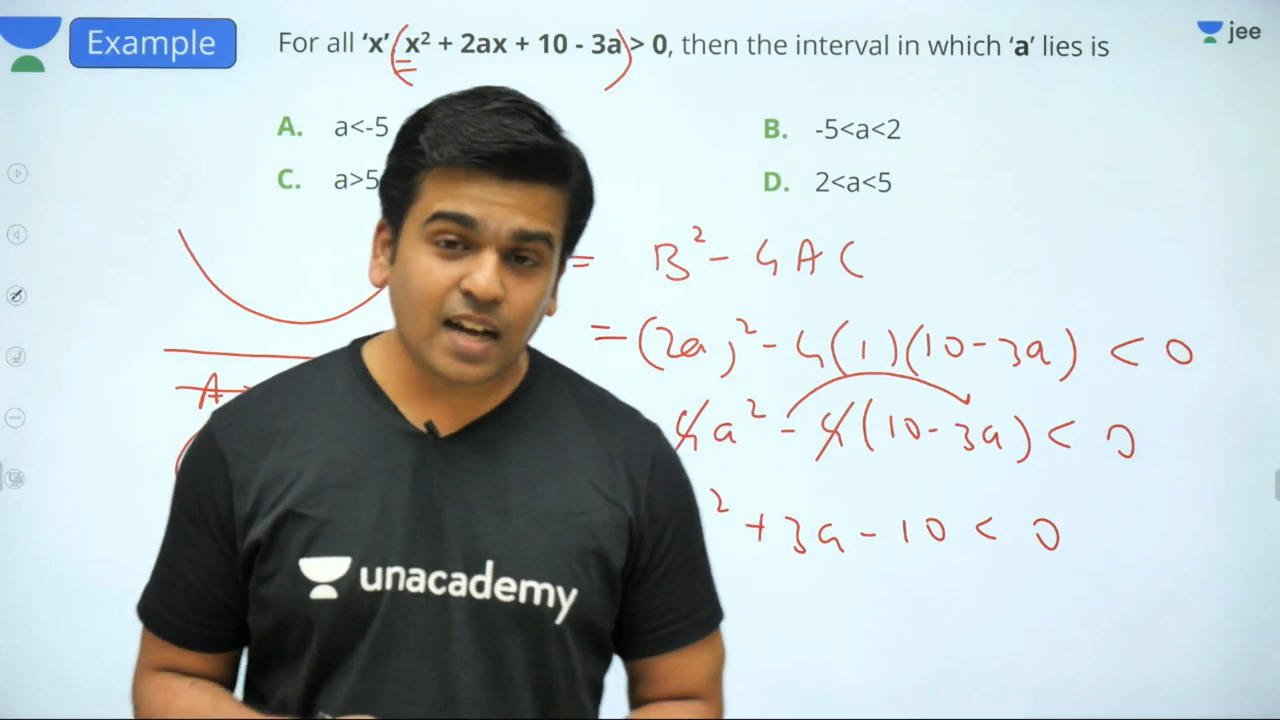 Example
For all ‘x’ (x² + 2ax + 10 - 3a) > 0, then the interval in which ‘a’ lies is
jee
A. a<-5
B. -5<a<2
C. a>5
D. 2<a<5
= B² - 4AC
= (2a)² - 4(1)(10-3a) < 0
4a² - 4(10-3a) < 0
² + 3a - 10 < 0
A
unacademy